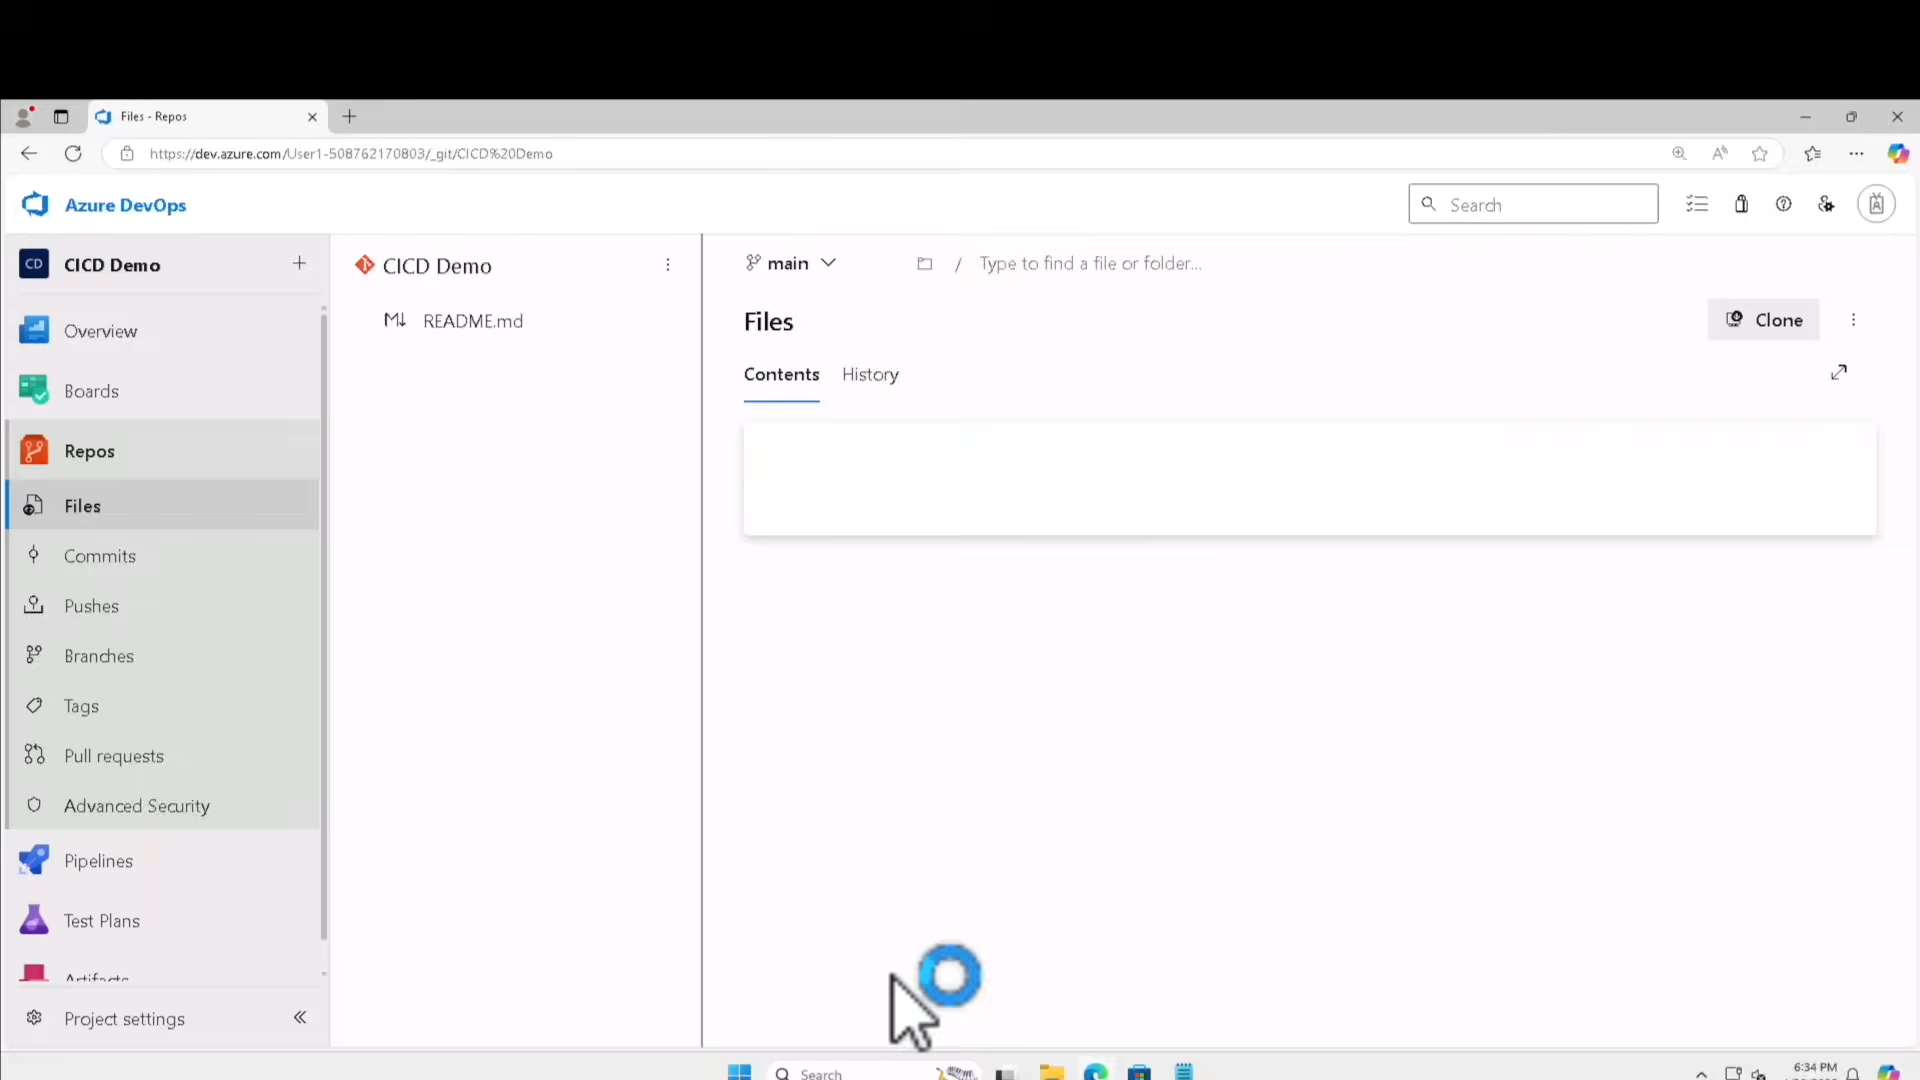 Files - Repos
https://dev.azure.com/User1-508762170803/_git/CICD%20Demo
Azure DevOps
Search
CD
CICD Demo
CICD Demo
main
/
Type to find a file or folder...
Overview
M↓
README.md
Files
Clone
Boards
Contents
History
Repos
Files
Commits
Pushes
Branches
Tags
Pull requests
Advanced Security
Pipelines
Test Plans
Artifacts
Project settings
Search
6:34 PM